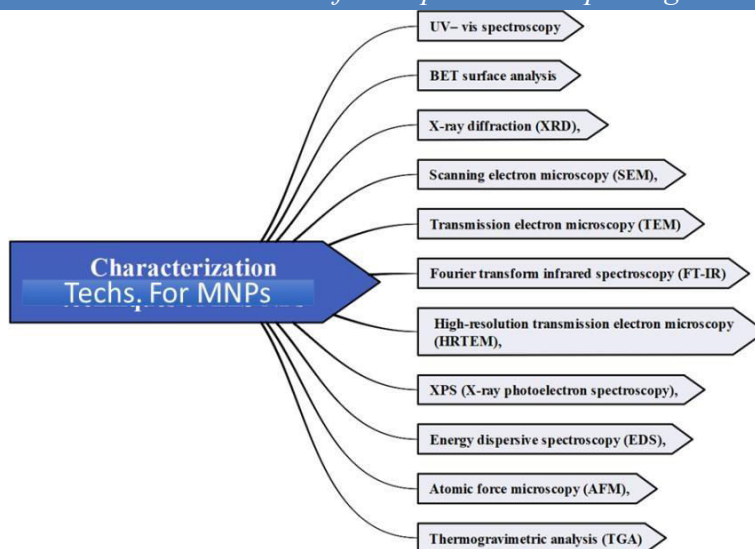 UV– vis spectroscopy
BET surface analysis
X-ray diffraction (XRD),
Scanning electron microscopy (SEM),
Transmission electron microscopy (TEM)
Characterization
Techs. For MNPs
Fourier transform infrared spectroscopy (FT-IR)
High-resolution transmission electron microscopy
(HRTEM),
XPS (X-ray photoelectron spectroscopy),
Energy dispersive spectroscopy (EDS),
Atomic force microscopy (AFM),
Thermogravimetric analysis (TGA)